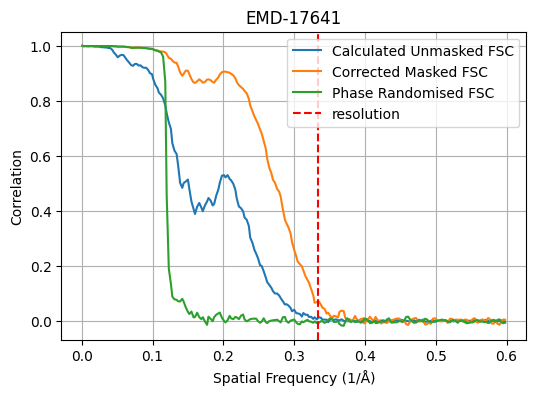 EMD-17641
Calculated Unmasked FSC
Corrected Masked FSC
Phase Randomised FSC
resolution
Correlation
1.0
0.8
0.6
0.4
0.2
0.0
0.0 0.1 0.2 0.3 0.4 0.5 0.6
Spatial Frequency (1/Å)